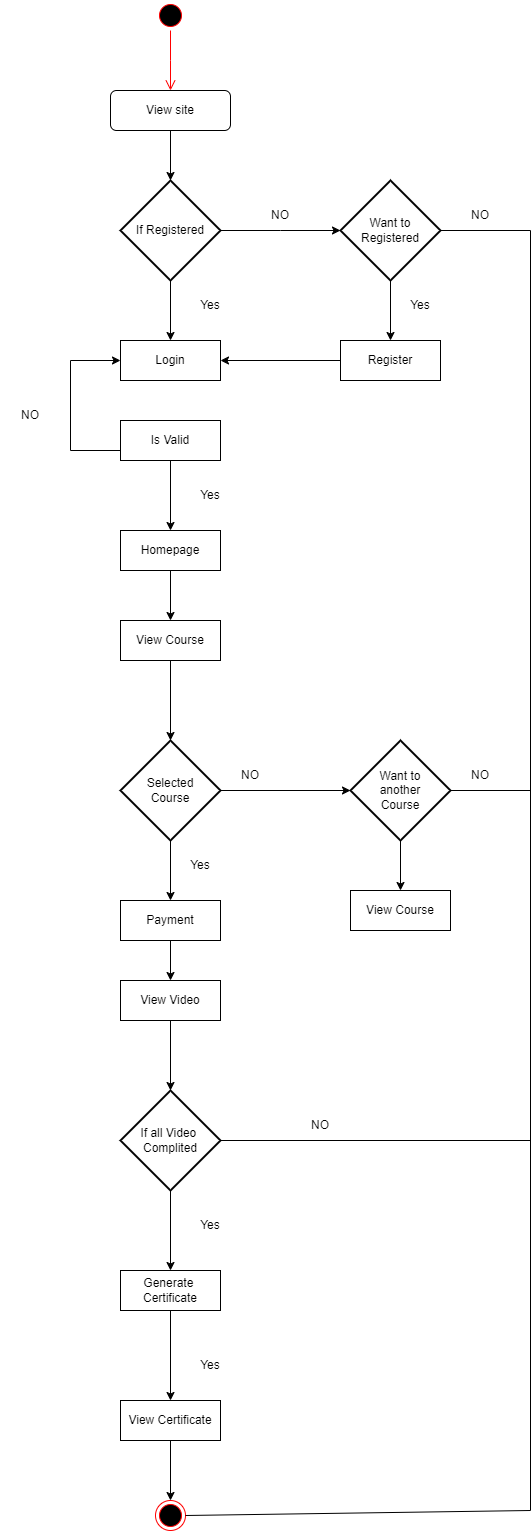 View site
If Registered
NO
Want to
Registered
NO
Yes
Yes
Login
Register
NO
Is Valid
Yes
Homepage
View Course
Selected
Course
NO
Want to
another
Course
NO
Yes
Payment
View Course
View Video
If all Video
Complited
NO
Yes
Generate
Certificate
Yes
View Certificate